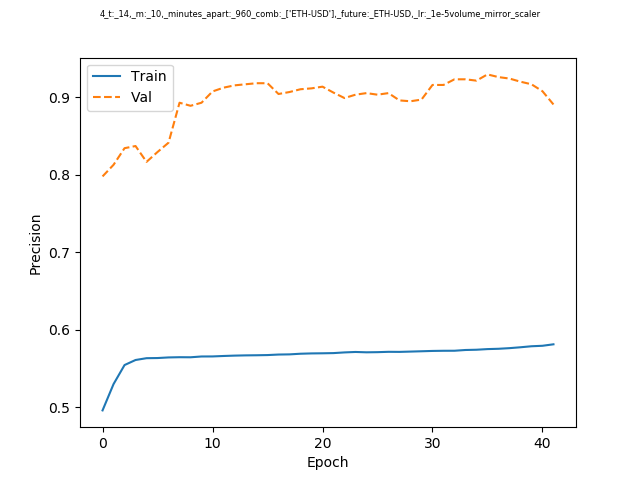 4_t:_14,_m:_10,_minutes_apart:_960_comb:_['ETH-USD'],_future:_ETH-USD,_lr:_1e-5volume_mirror_scaler
Train
Val
0.9
0.8
0.7
0.6
0.5
Precision
0 10 20 30 40
Epoch